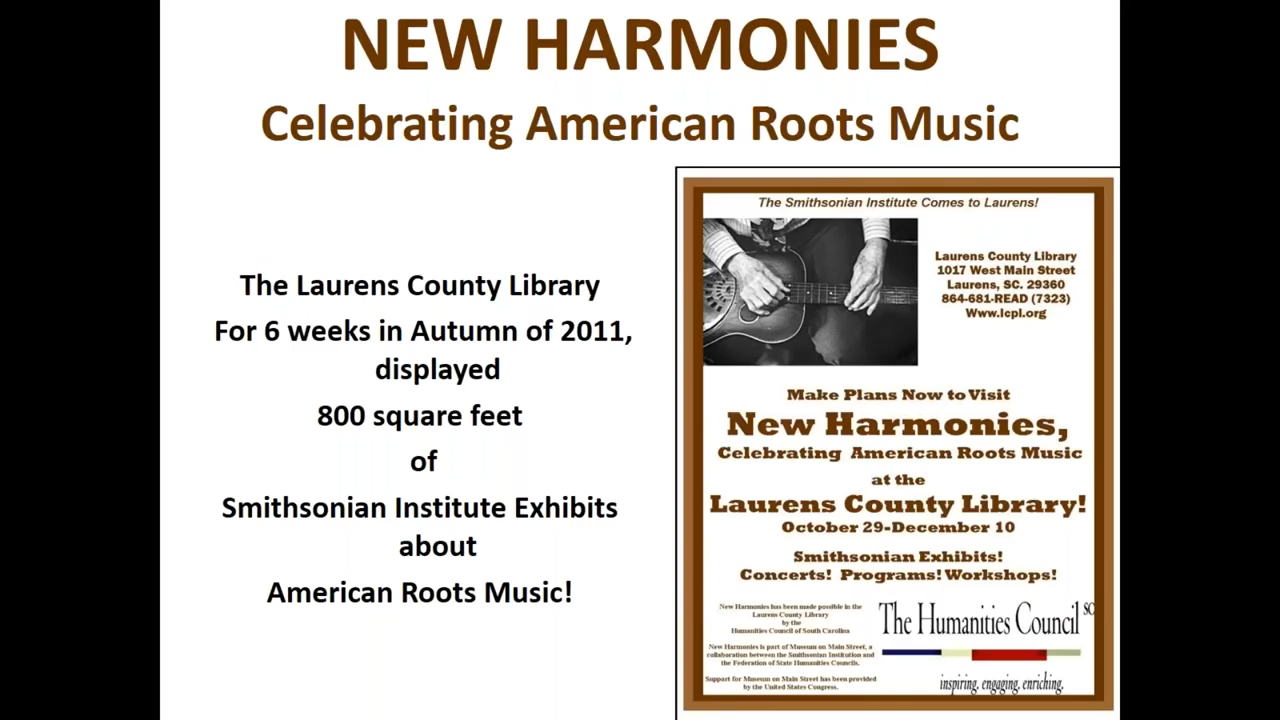 NEW HARMONIES
Celebrating American Roots Music
The Laurens County Library
For 6 weeks in Autumn of 2011,
displayed
800 square feet
of
Smithsonian Institute Exhibits
about
American Roots Music!
The Smithsonian Institute Comes to Laurens!
Laurens County Library
1017 West Main Street
Laurens, SC. 29360
864-681-READ (7323)
Www.lcpl.org
Make Plans Now to Visit
New Harmonies,
Celebrating American Roots Music
at the
Laurens County Library!
October 29-December 10
Smithsonian Exhibits!
Concerts! Programs! Workshops!
New Harmonies has been made possible in the
Laurens County Library
by the
Humanities Council of South Carolina
New Harmonies is part of Museum on Main Street, a
collaboration between the Smithsonian Institution and
the Federation of State Humanities Councils.
Support for Museum on Main Street has been provided
by the United States Congress.
The Humanities Council SC
inspiring. engaging. enriching.